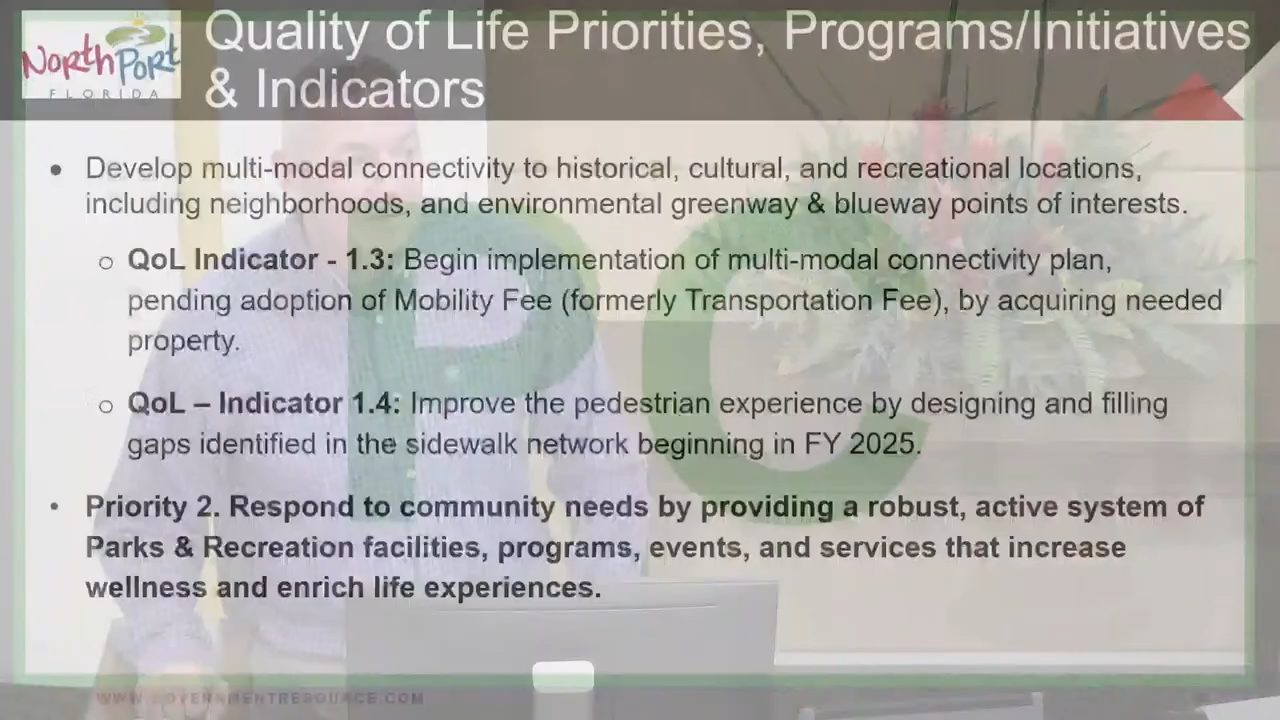 North Port
FLORIDA
Quality of Life Priorities, Programs/Initiatives
& Indicators
• Develop multi-modal connectivity to historical, cultural, and recreational locations,
including neighborhoods, and environmental greenway & blueway points of interests.
o QoL Indicator - 1.3: Begin implementation of multi-modal connectivity plan,
pending adoption of Mobility Fee (formerly Transportation Fee), by acquiring needed
property.
o QoL – Indicator 1.4: Improve the pedestrian experience by designing and filling
gaps identified in the sidewalk network beginning in FY 2025.
• Priority 2. Respond to community needs by providing a robust, active system of
Parks & Recreation facilities, programs, events, and services that increase
wellness and enrich life experiences.
WWW.GOVERNMENTRESOURCE.COM